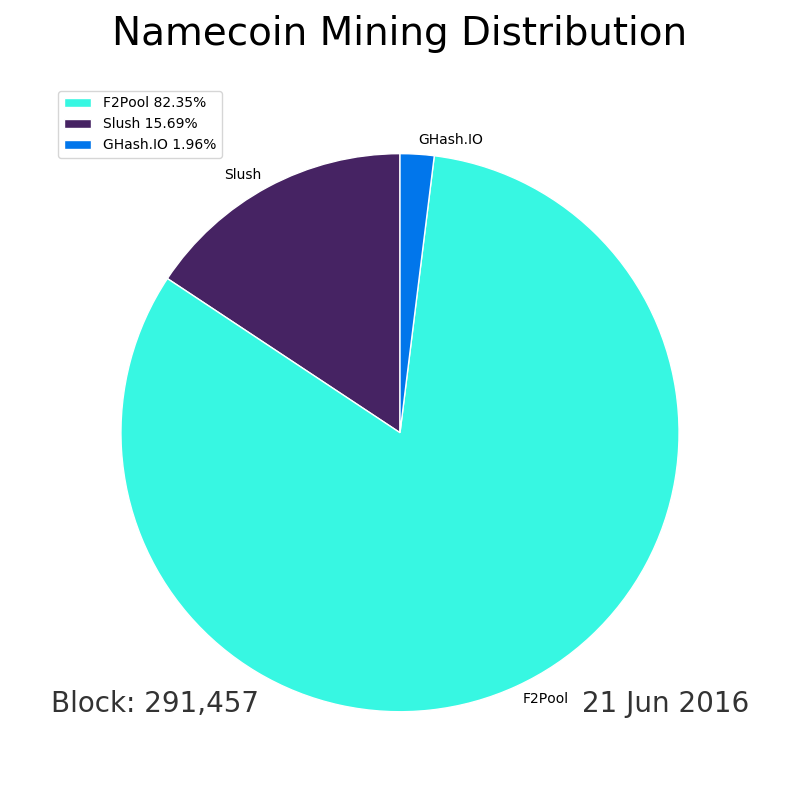 Namecoin Mining Distribution
F2Pool 82.35%
Slush 15.69%
GHash.IO 1.96%
GHash.IO
Slush
F2Pool
Block: 291,457
21 Jun 2016